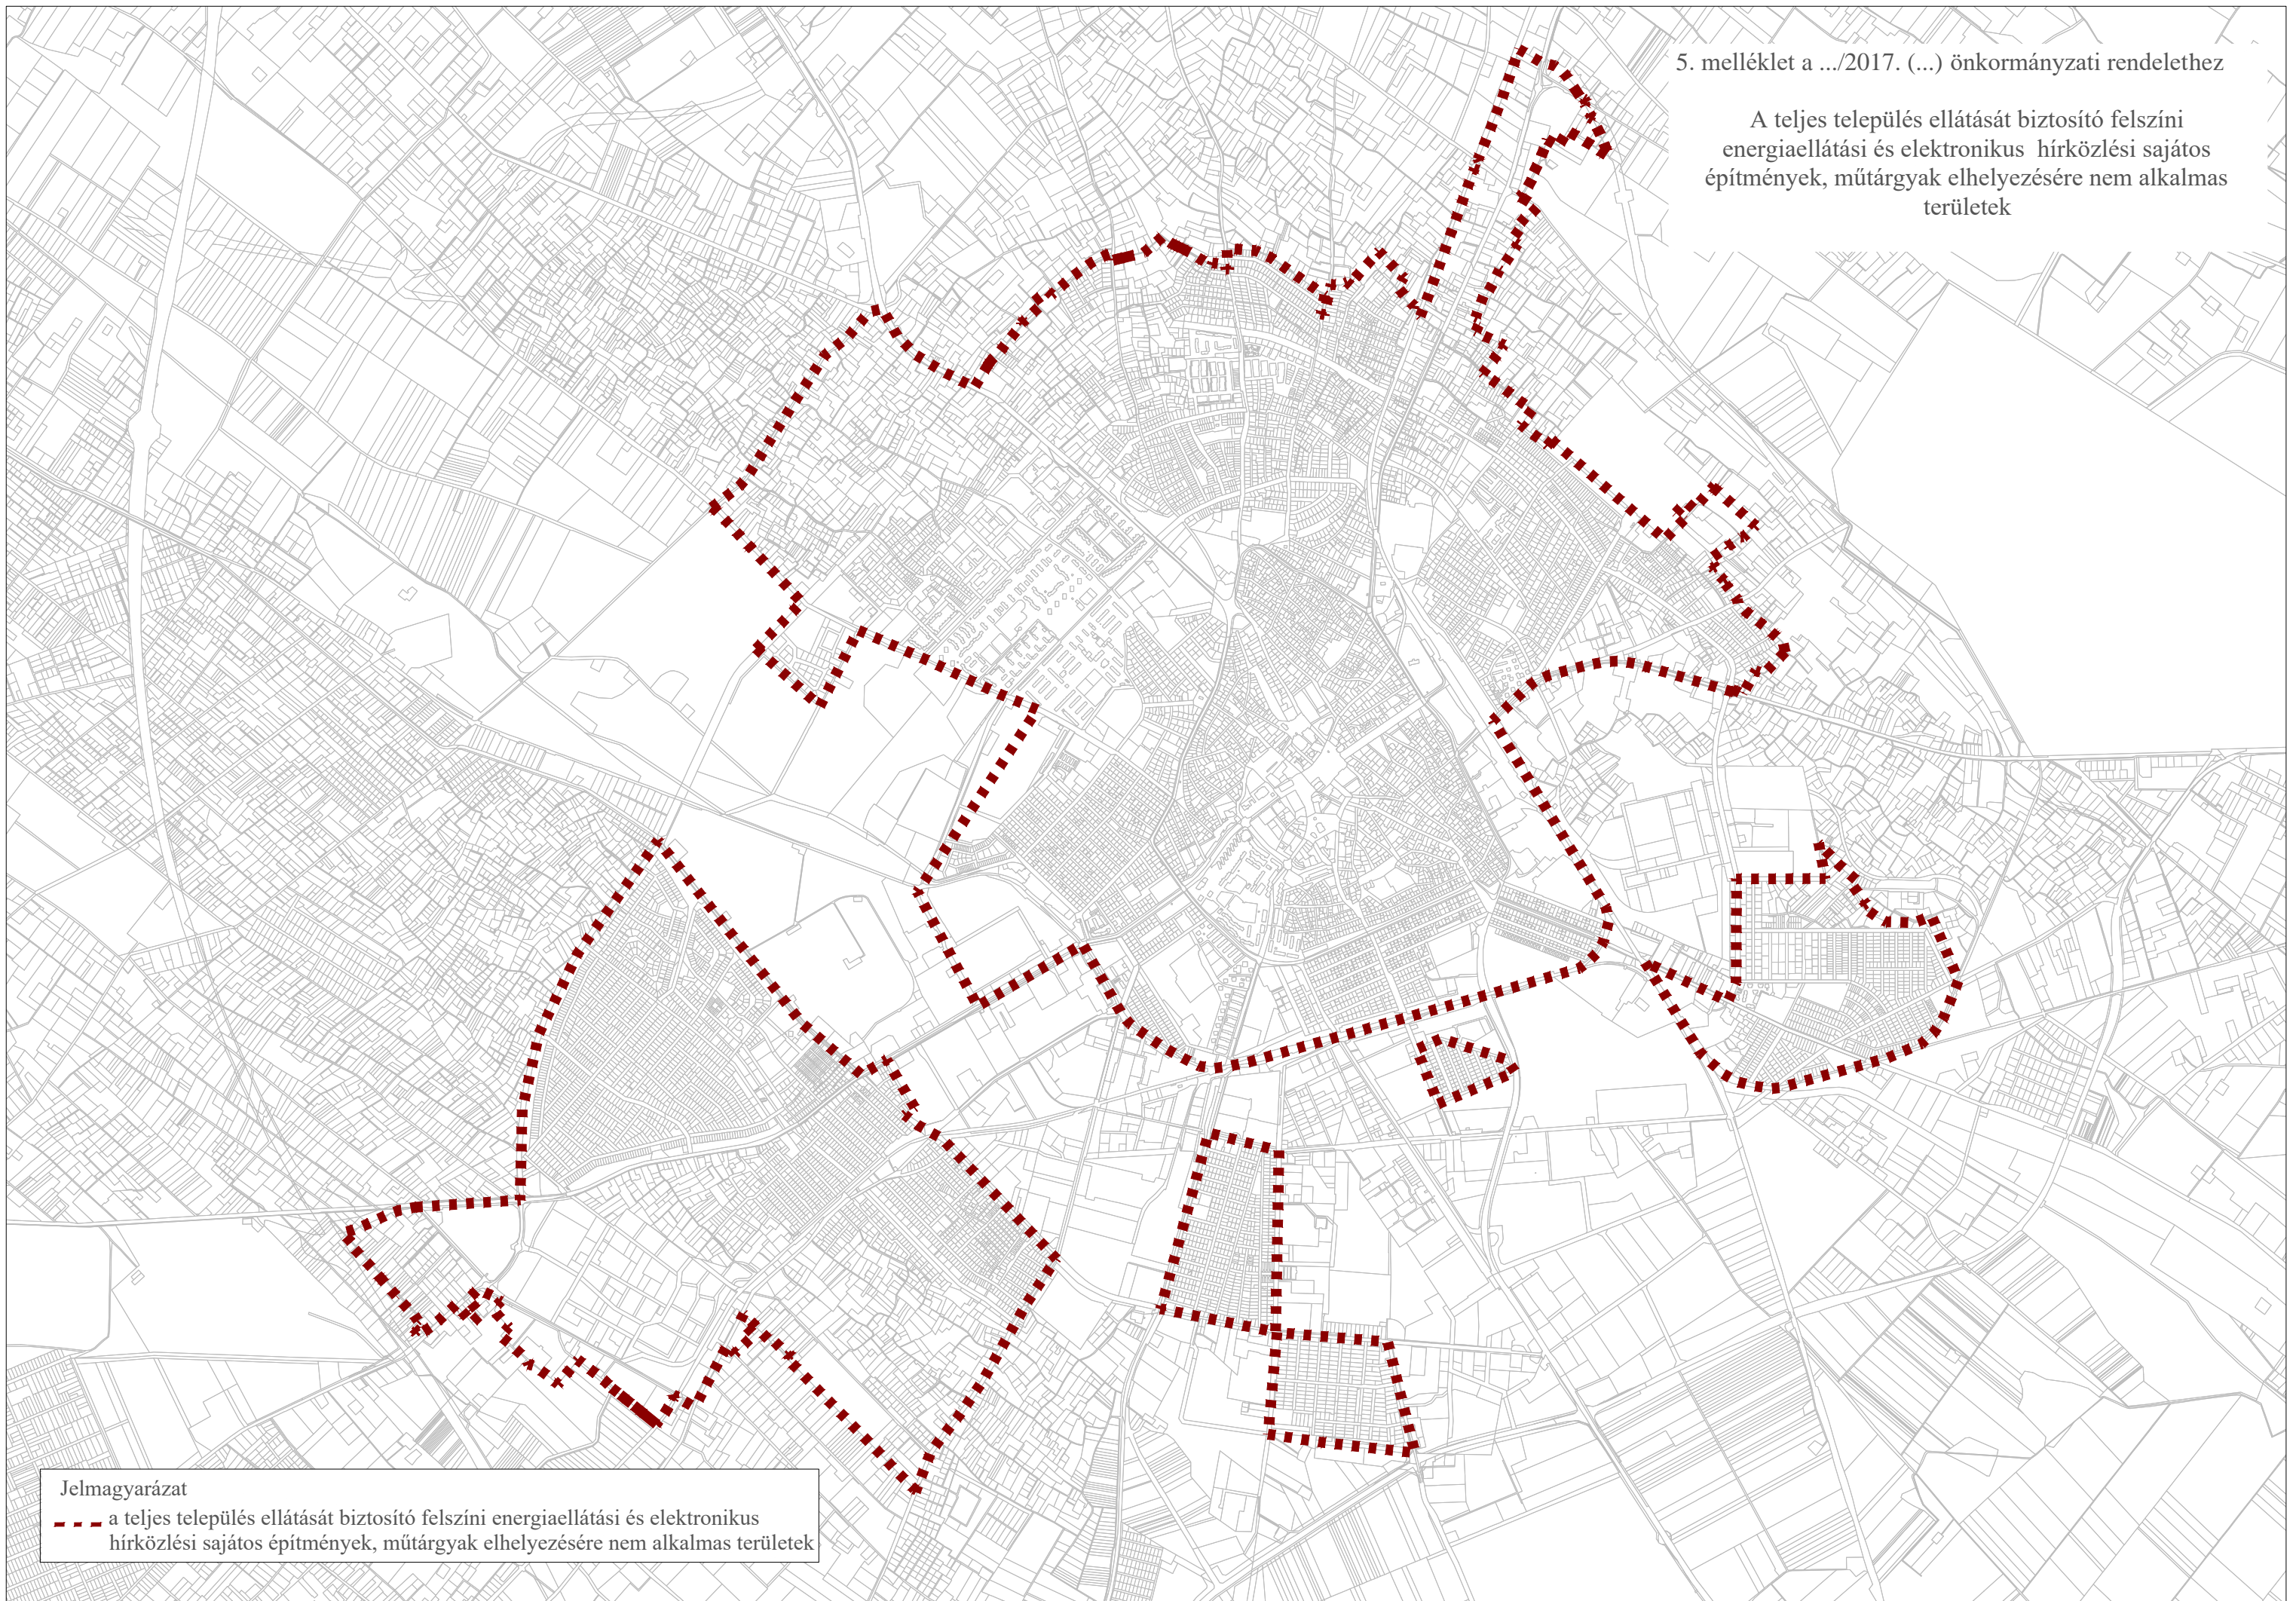 5. melléklet a .../2017. (...) önkormányzati rendelethez
A teljes település ellátását biztosító felszíni
energiaellátási és elektronikus hírközlési sajátos
építmények, műtárgyak elhelyezésére nem alkalmas
területek
Jelmagyarázat
a teljes település ellátását biztosító felszíni energiaellátási és elektronikus
hírközlési sajátos építmények, műtárgyak elhelyezésére nem alkalmas területek